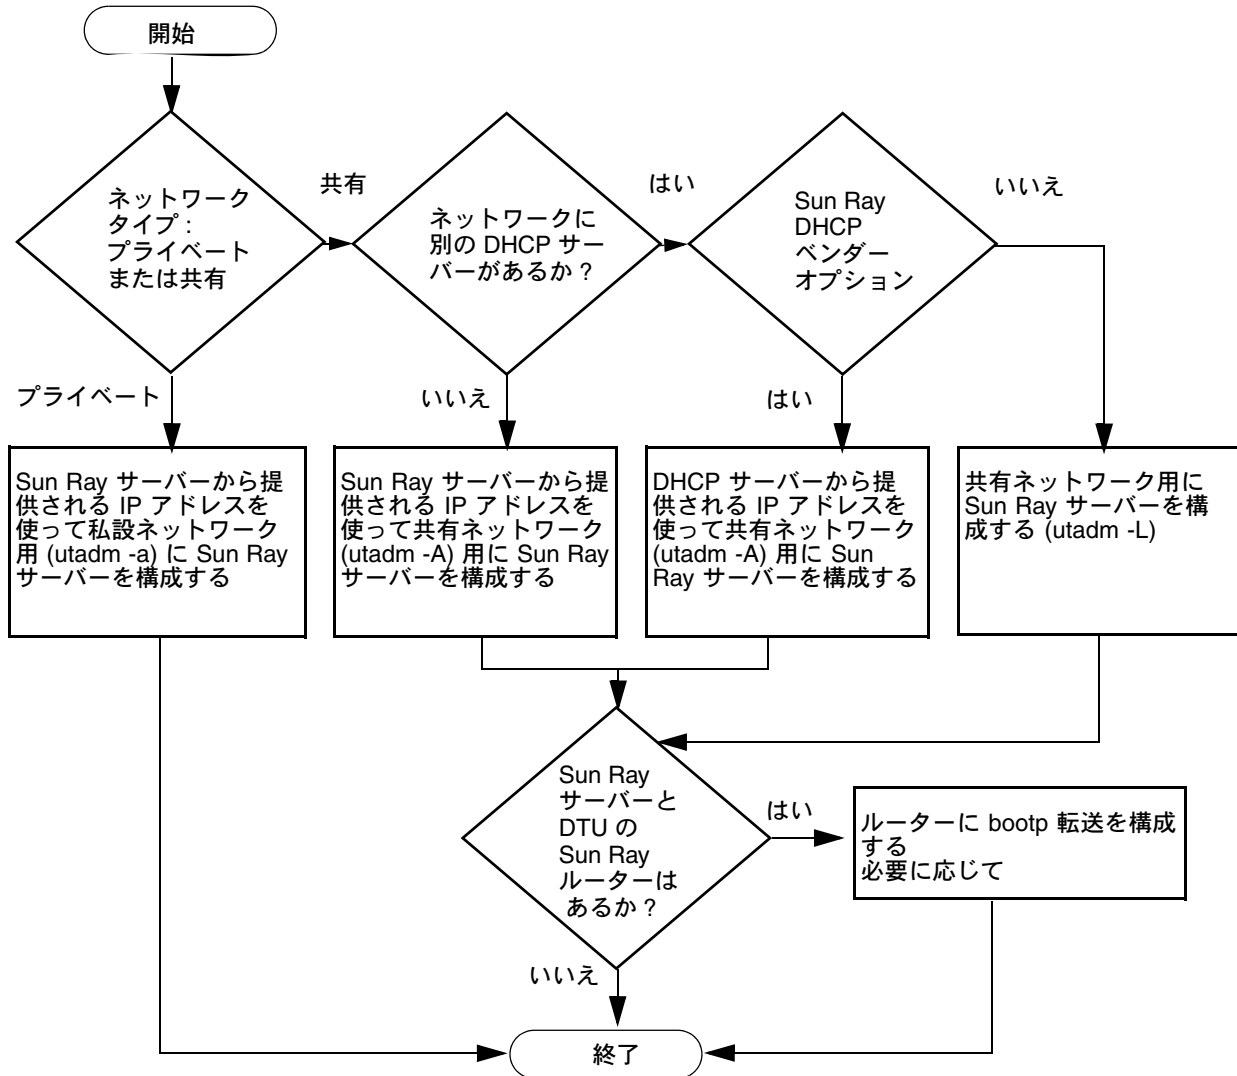 開始
ネットワーク
タイプ：
プライベート
または共有
共有
ネットワークに
別の DHCP サー
バーがあるか？
はい
Sun Ray
DHCP
ベンダー
オプション
いいえ
プライベート
いいえ
はい
Sun Ray サーバーから提
供される IP アドレスを
使って私設ネットワーク
用 (utadm -a) に Sun Ray
サーバーを構成する
Sun Ray サーバーから提
供される IP アドレスを
使って共有ネットワーク
(utadm -A) 用に Sun Ray
サーバーを構成する
DHCP サーバーから提
供される IP アドレスを
使って共有ネットワーク
(utadm -A) 用に Sun
Ray サーバーを構成する
共有ネットワーク用に
Sun Ray サーバーを構
成する (utadm -L)
Sun Ray
サーバーと
DTU の
Sun Ray
ルーターは
あるか？
はい
ルーターに bootp 転送を構成
する
必要に応じて
いいえ
終了